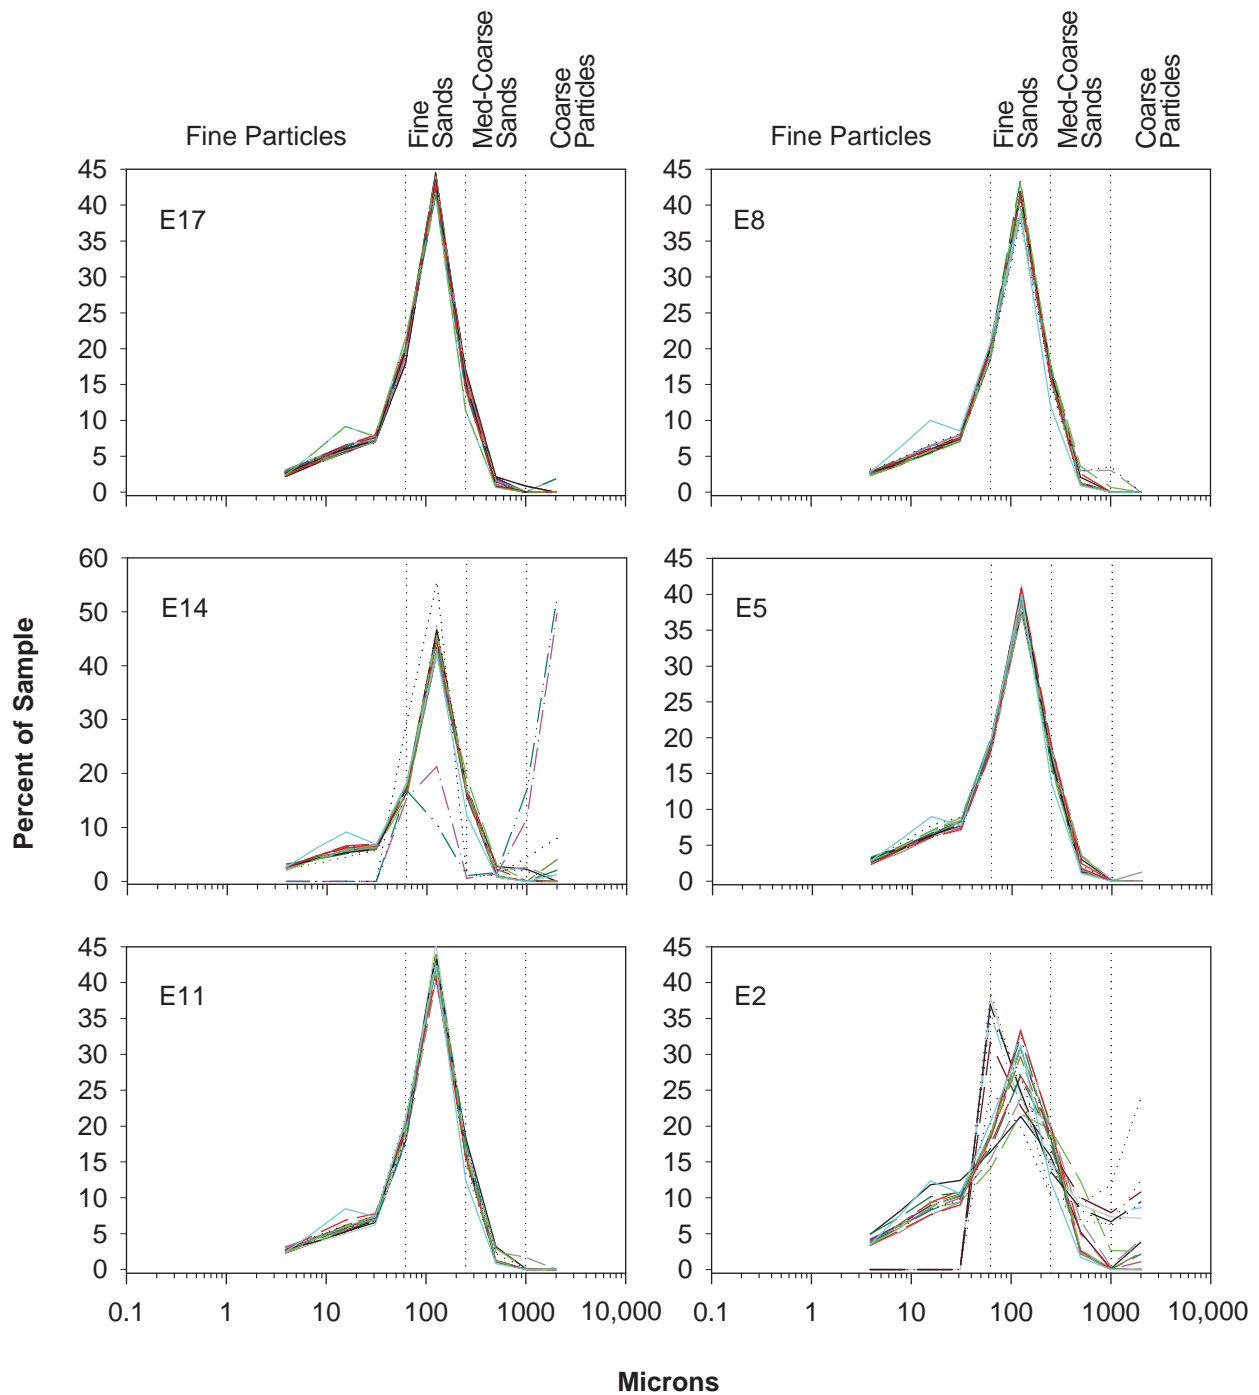 Fine Particles
Fine
Sands
Med-Coarse
Sands
Coarse
Particles
Fine Particles
Fine
Sands
Med-Coarse
Sands
Coarse
Particles
45
40
35
30
25
20
15
10
5
0
E17
45
40
35
30
25
20
15
10
5
0
E8
Percent of Sample
60
50
40
30
20
10
0
E14
45
40
35
30
25
20
15
10
5
0
E5
45
40
35
30
25
20
15
10
5
0
E11
0.1 1 10 100 1000 10,000
45
40
35
30
25
20
15
10
5
0
E2
0.1 1 10 100 1000 10,000
Microns